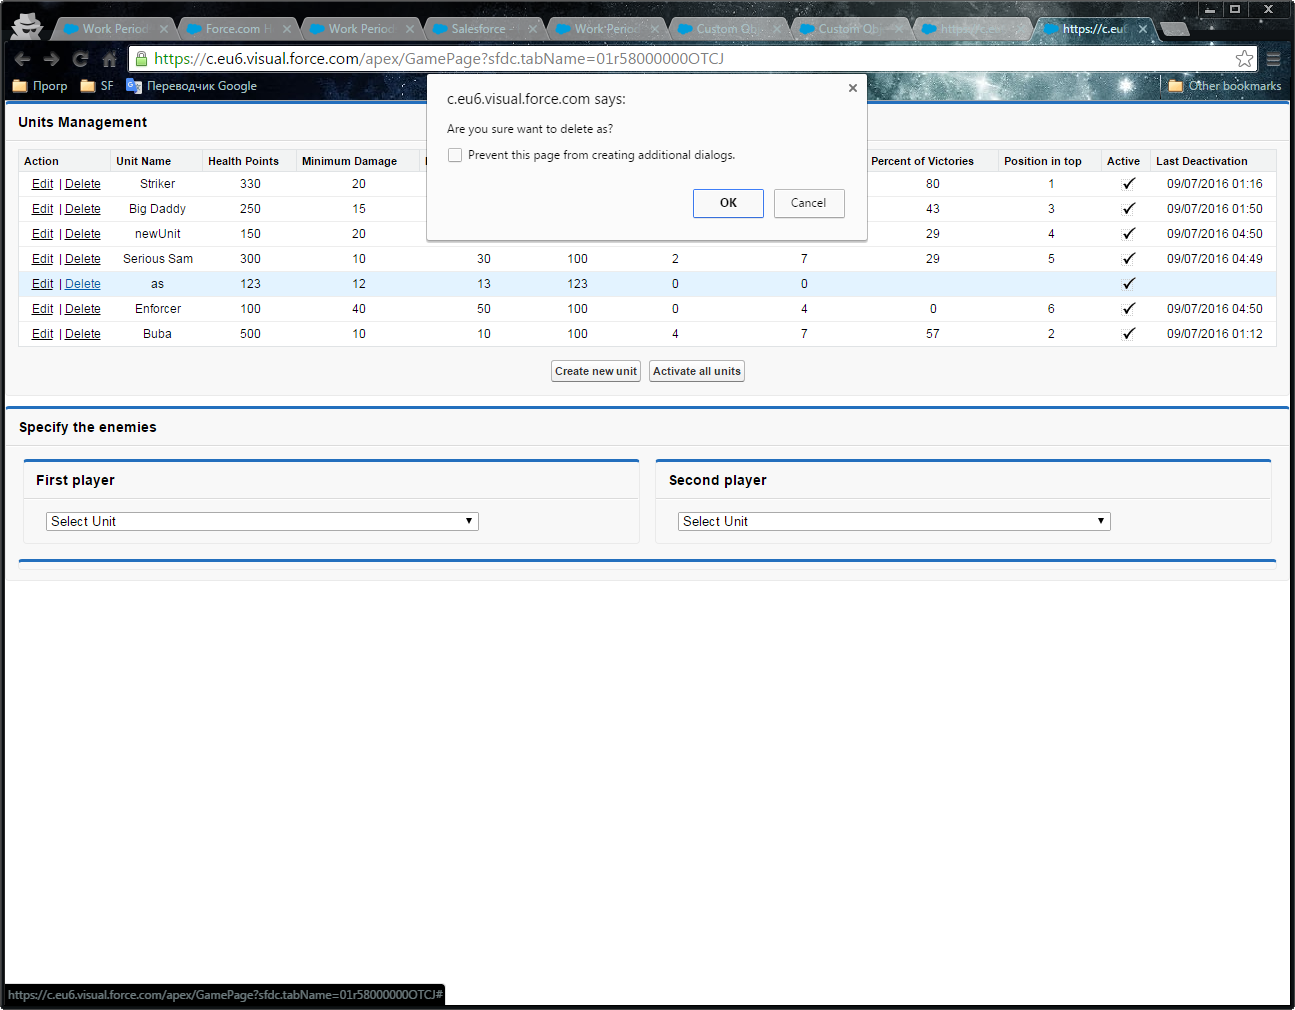 Work Period
Force.com H
Work Period
Salesforce -
Work Period
Custom Obj
Custom Obj
https://c.eu6
https://c.eu6.visual.force.com/apex/GamePage?sfdc.tabName=01r58000000OTCJ
Прогр
SF
Переводчик Google
Other bookmarks
c.eu6.visual.force.com says:
Are you sure want to delete as?
Prevent this page from creating additional dialogs.
OK
Cancel
Units Management
Action Unit Name Health Points Minimum Damage Percent of Victories Position in top Active Last Deactivation
Edit | Delete Striker 330 20 80 1 ✓ 09/07/2016 01:16
Edit | Delete Big Daddy 250 15 43 3 ✓ 09/07/2016 01:50
Edit | Delete newUnit 150 20 29 4 ✓ 09/07/2016 04:50
Edit | Delete Serious Sam 300 10 30 100 2 7 29 5 ✓ 09/07/2016 04:49
Edit | Delete as 123 12 13 123 0 0 ✓
Edit | Delete Enforcer 100 40 50 100 0 4 0 6 ✓ 09/07/2016 04:50
Edit | Delete Buba 500 10 10 100 4 7 57 2 ✓ 09/07/2016 01:12
Create new unit
Activate all units
Specify the enemies
First player
Select Unit
Second player
Select Unit
https://c.eu6.visual.force.com/apex/GamePage?sfdc.tabName=01r58000000OTCJ#